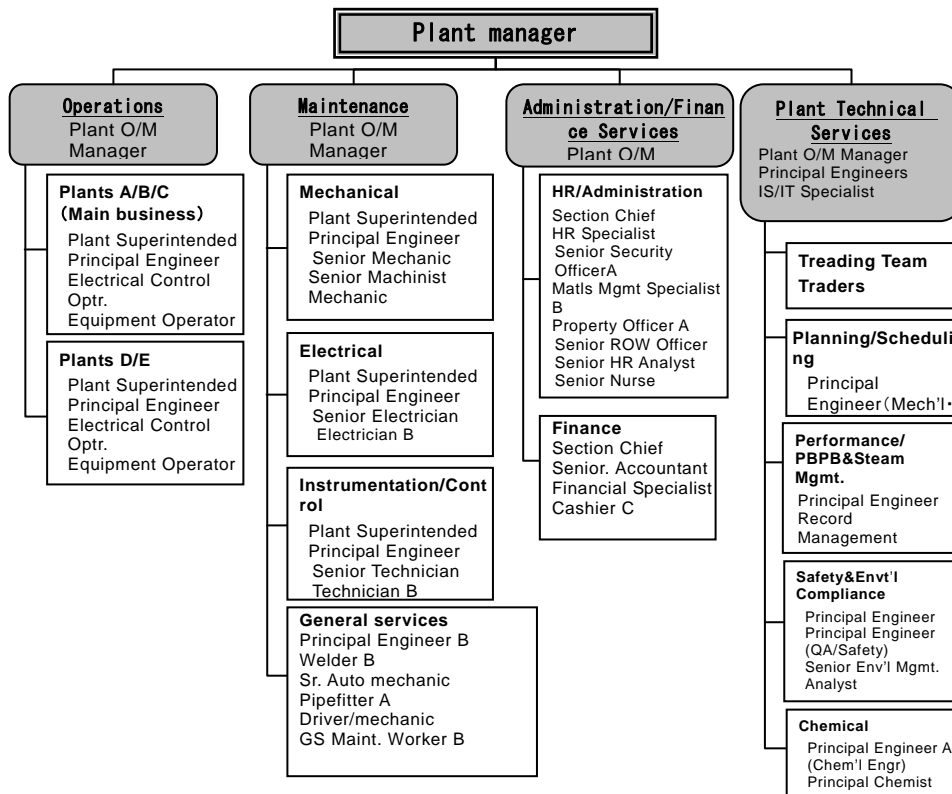 Plant manager
Operations
Plant O/M
Manager
Plants A/B/C
(Main business)
Plant Superintended
Principal Engineer
Electrical Control
Optr.
Equipment Operator
Plants D/E
Plant Superintended
Principal Engineer
Electrical Control
Optr.
Equipment Operator
Maintenance
Plant O/M
Manager
Mechanical
Plant Superintended
Principal Engineer
Senior Mechanic
Senior Machinist
Mechanic
Electrical
Plant Superintended
Principal Engineer
Senior Electrician
Electrician B
Instrumentation/Cont
rol
Plant Superintended
Principal Engineer
Senior Technician
Technician B
General services
Principal Engineer B
Welder B
Sr. Auto mechanic
Pipefitter A
Driver/mechanic
GS Maint. Worker B
Administration/Finan
ce Services
Plant O/M
HR/Administration
Section Chief
HR Specialist
Senior Security
OfficerA
Matls Mgmt Specialist
B
Property Officer A
Senior ROW Officer
Senior HR Analyst
Senior Nurse
Finance
Section Chief
Senior. Accountant
Financial Specialist
Cashier C
Plant Technical
Services
Plant O/M Manager
Principal Engineers
IS/IT Specialist
Treading Team
Traders
Planning/Scheduli
ng
Principal
Engineer(Mech'l・
Performance/
PBPB&Steam
Mgmt.
Principal Engineer
Record
Management
Safety&Envt'l
Compliance
Principal Engineer
Principal Engineer
(QA/Safety)
Senior Env'l Mgmt.
Analyst
Chemical
Principal Engineer A
(Chem'l Engr)
Principal Chemist